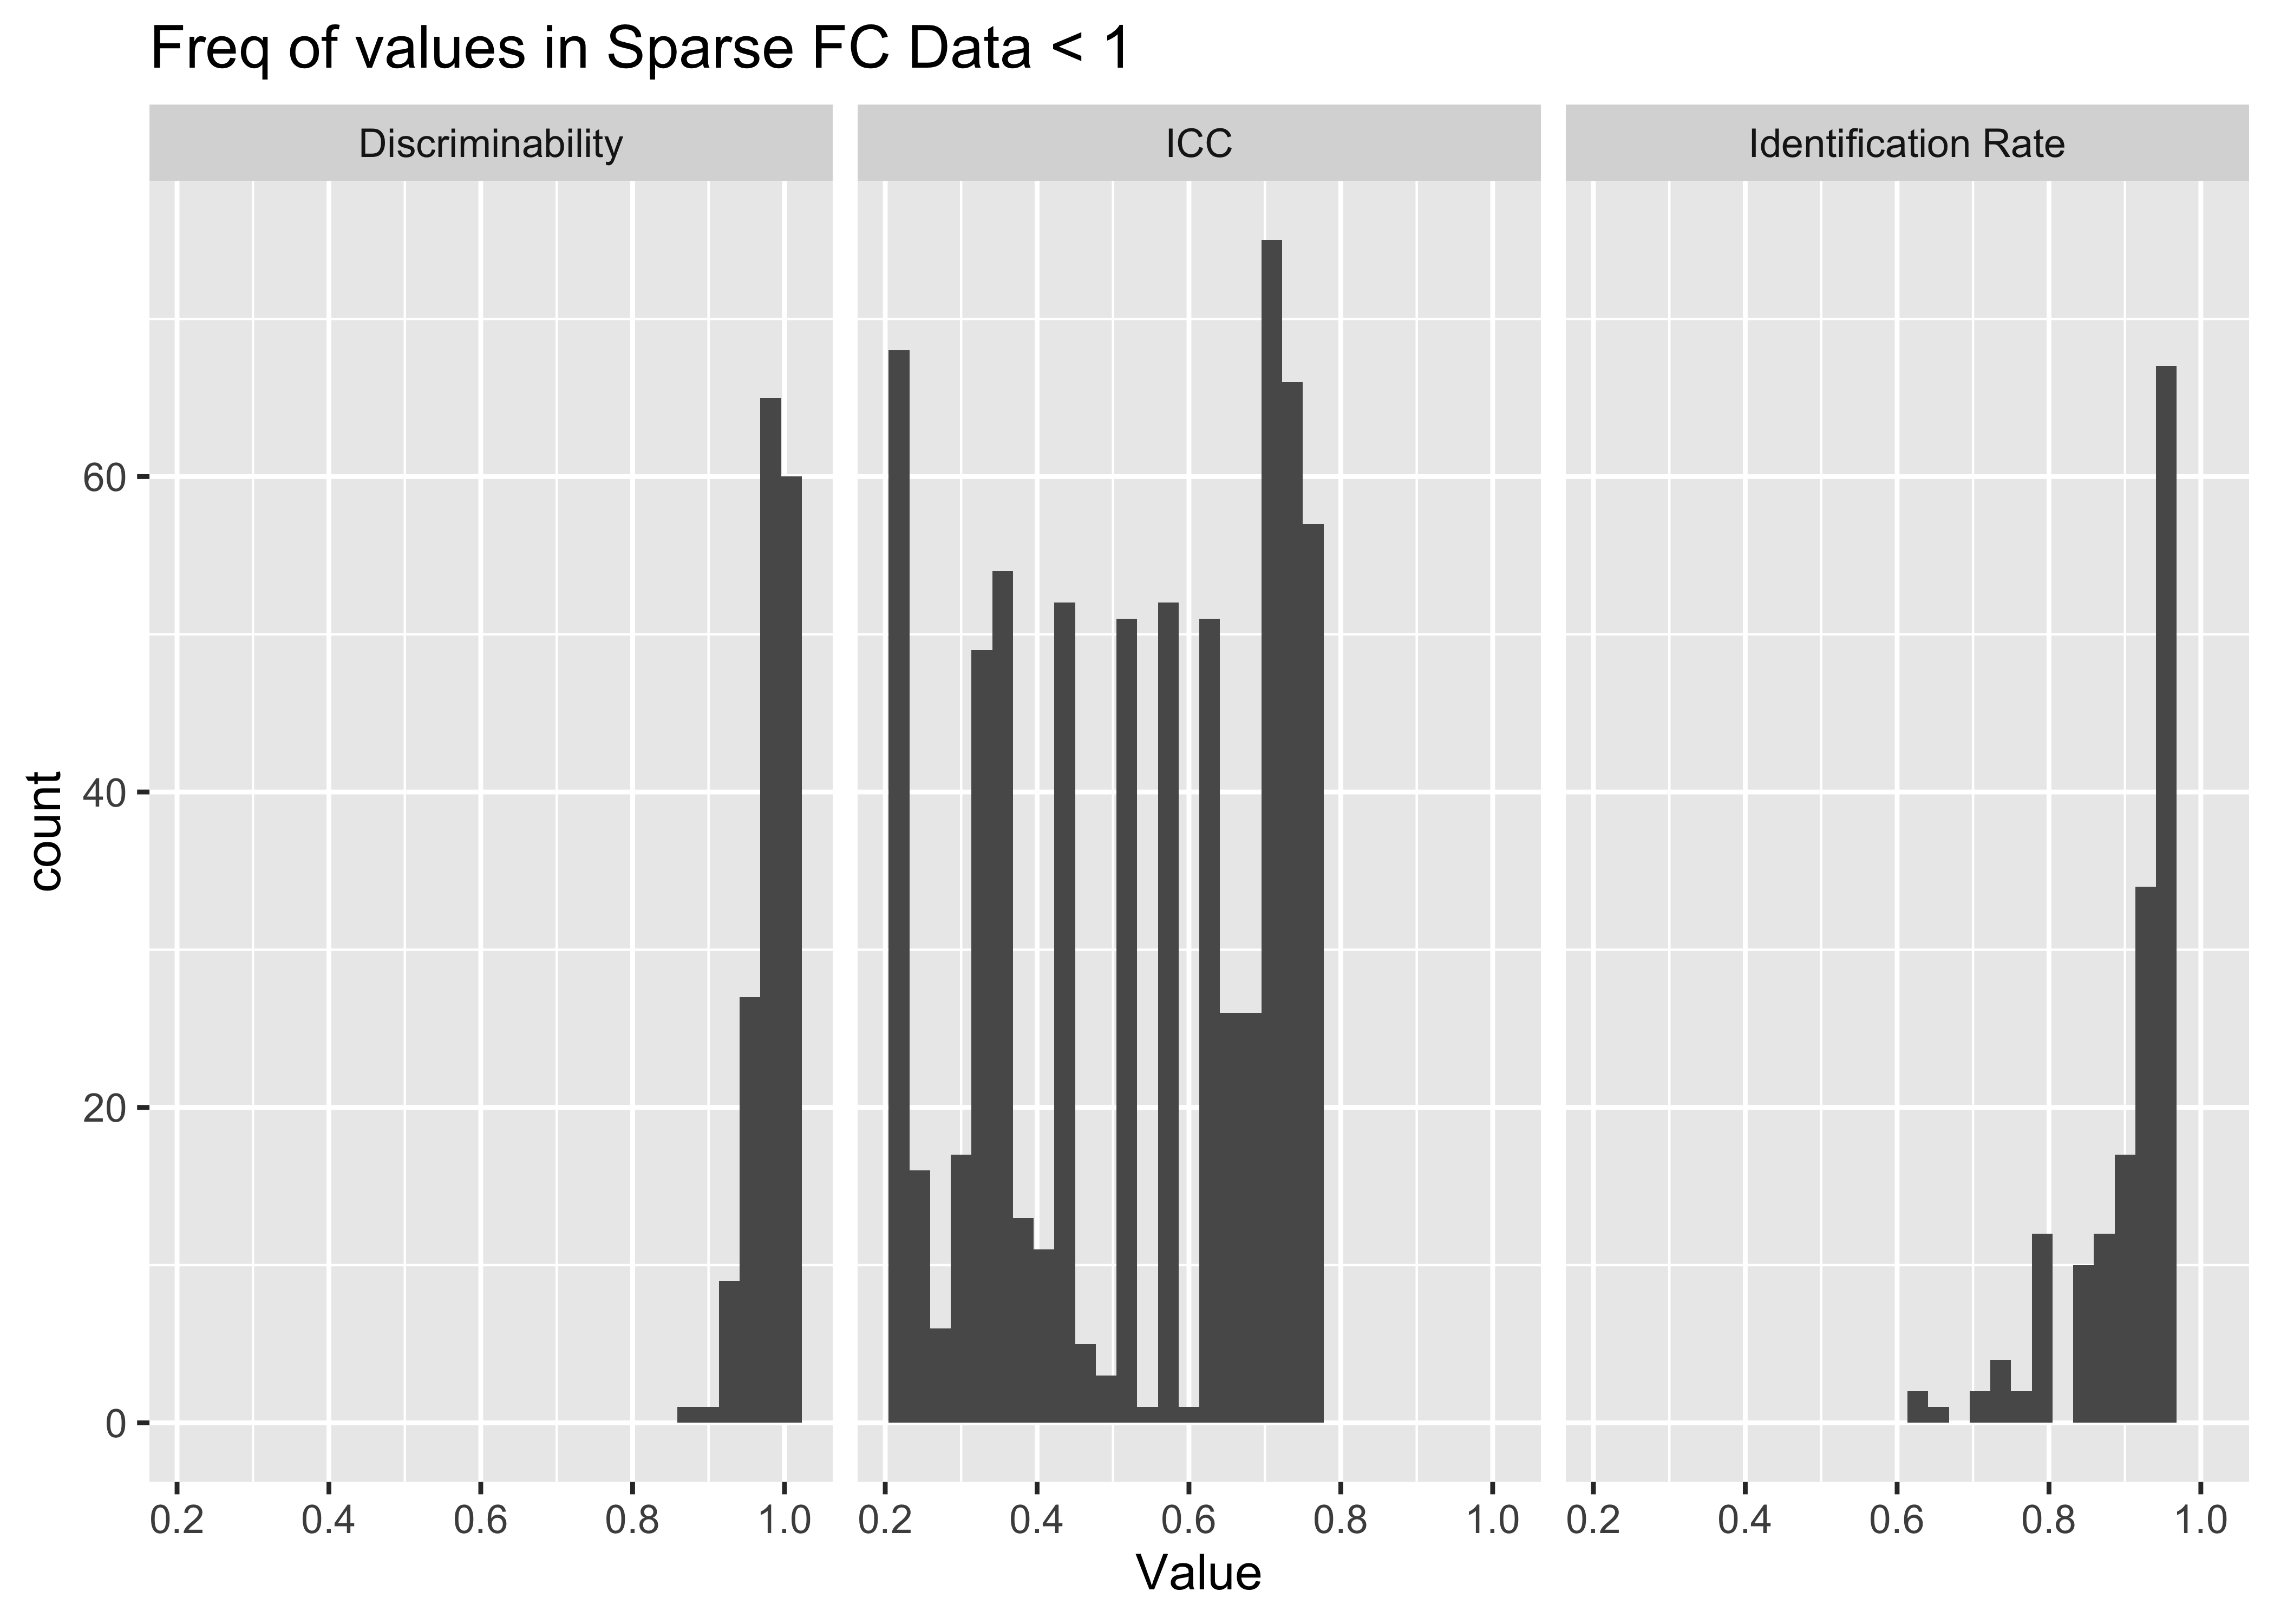 Freq of values in Sparse FC Data < 1
Discriminability ICC Identification Rate
60
40
20
0
count
0.2 0.4 0.6 0.8 1.0 0.2 0.4 0.6 0.8 1.0 0.2 0.4 0.6 0.8 1.0
Value